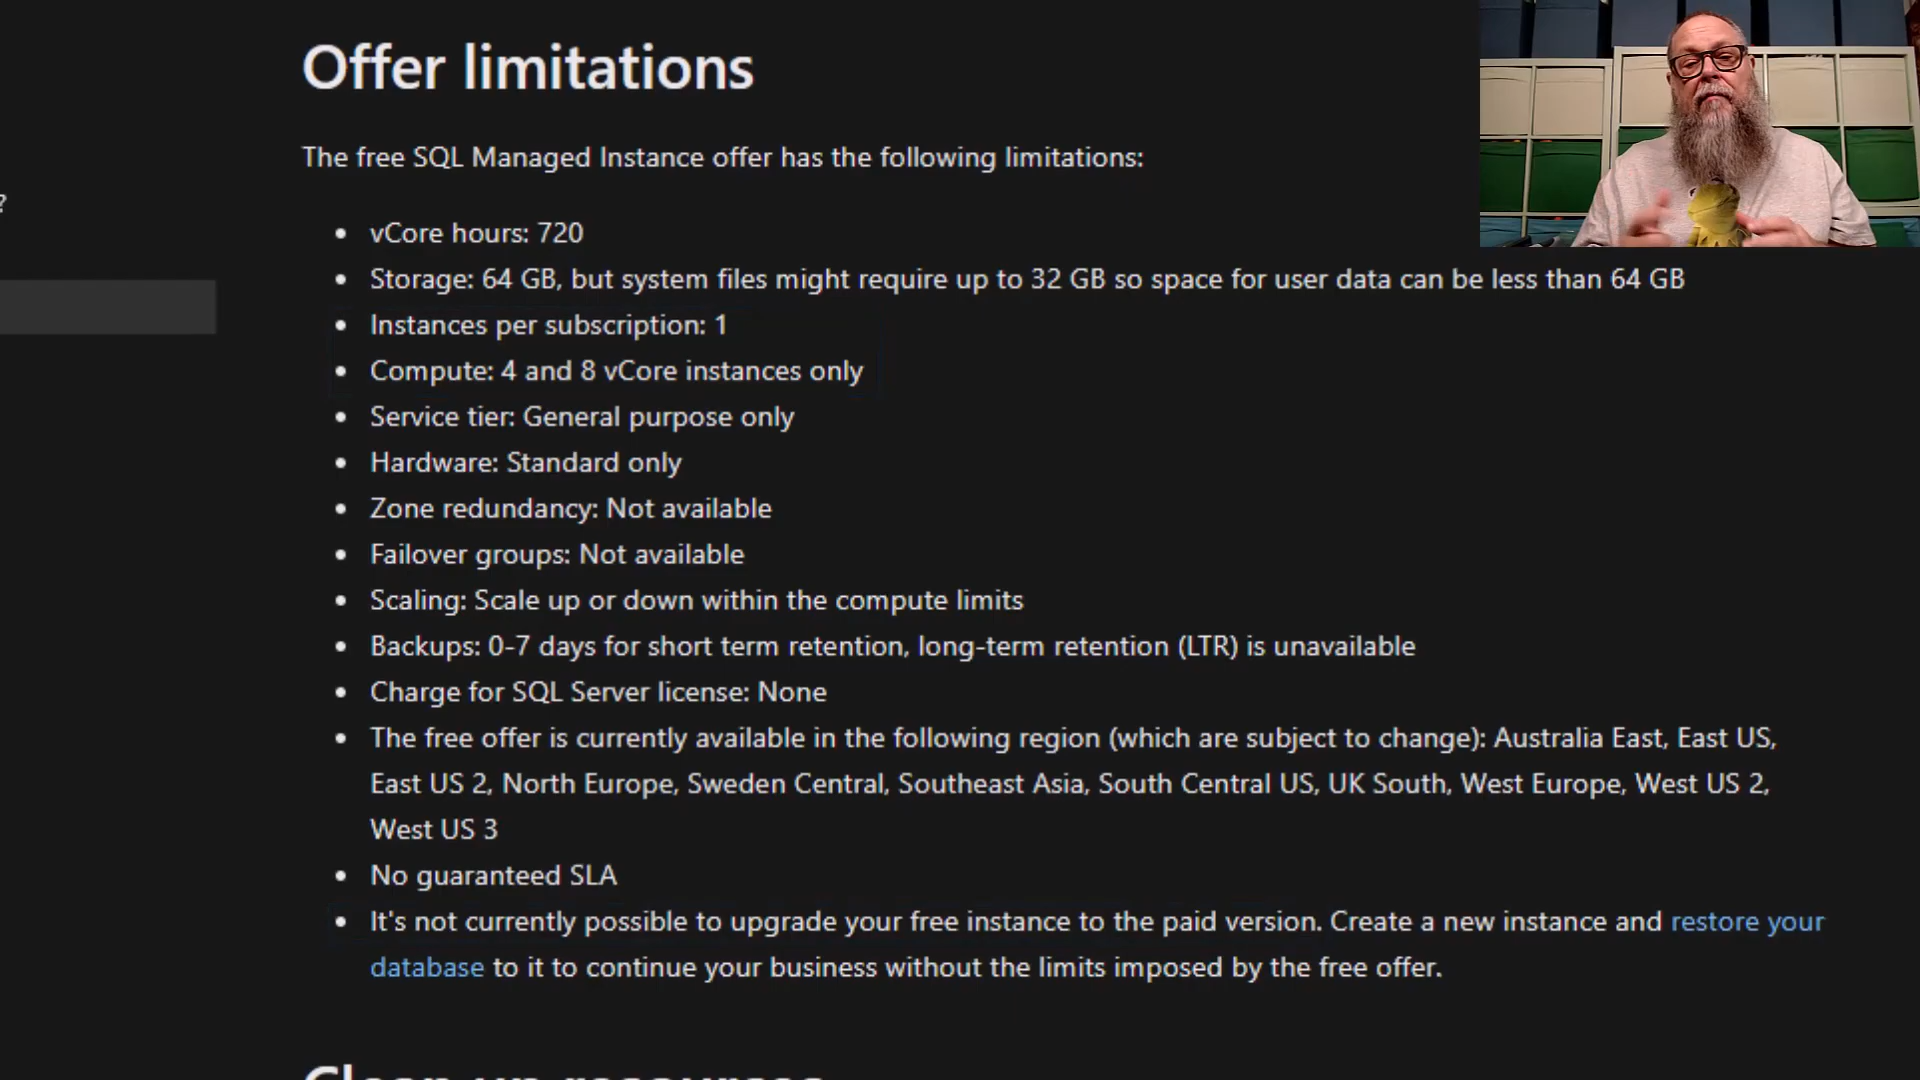 Offer limitations
The free SQL Managed Instance offer has the following limitations:
?
• vCore hours: 720
• Storage: 64 GB, but system files might require up to 32 GB so space for user data can be less than 64 GB
• Instances per subscription: 1
• Compute: 4 and 8 vCore instances only
• Service tier: General purpose only
• Hardware: Standard only
• Zone redundancy: Not available
• Failover groups: Not available
• Scaling: Scale up or down within the compute limits
• Backups: 0-7 days for short term retention, long-term retention (LTR) is unavailable
• Charge for SQL Server license: None
• The free offer is currently available in the following region (which are subject to change): Australia East, East US,
East US 2, North Europe, Sweden Central, Southeast Asia, South Central US, UK South, West Europe, West US 2,
West US 3
• No guaranteed SLA
• It's not currently possible to upgrade your free instance to the paid version. Create a new instance and restore your
database to it to continue your business without the limits imposed by the free offer.